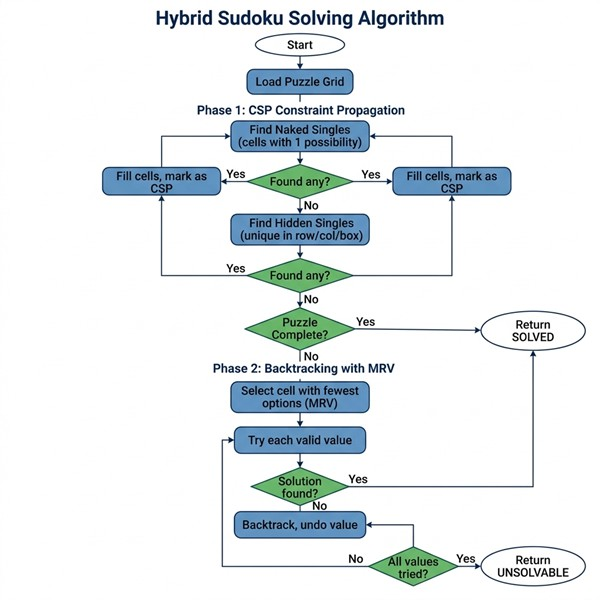 Hybrid Sudoku Solving Algorithm
Start
Load Puzzle Grid
Phase 1: CSP Constraint Propagation
Find Naked Singles
(cells with 1 possibility)
Fill cells, mark as
CSP
Yes
Found any?
Yes
Fill cells, mark as
CSP
No
Find Hidden Singles
(unique in row/col/box)
Yes
Found any?
No
Puzzle
Complete?
Yes
Return
SOLVED
No
Phase 2: Backtracking with MRV
Select cell with fewest
options (MRV)
Try each valid value
Solution
found?
Yes
No
Backtrack, undo value
No
All values
tried?
Yes
Return
UNSOLVABLE